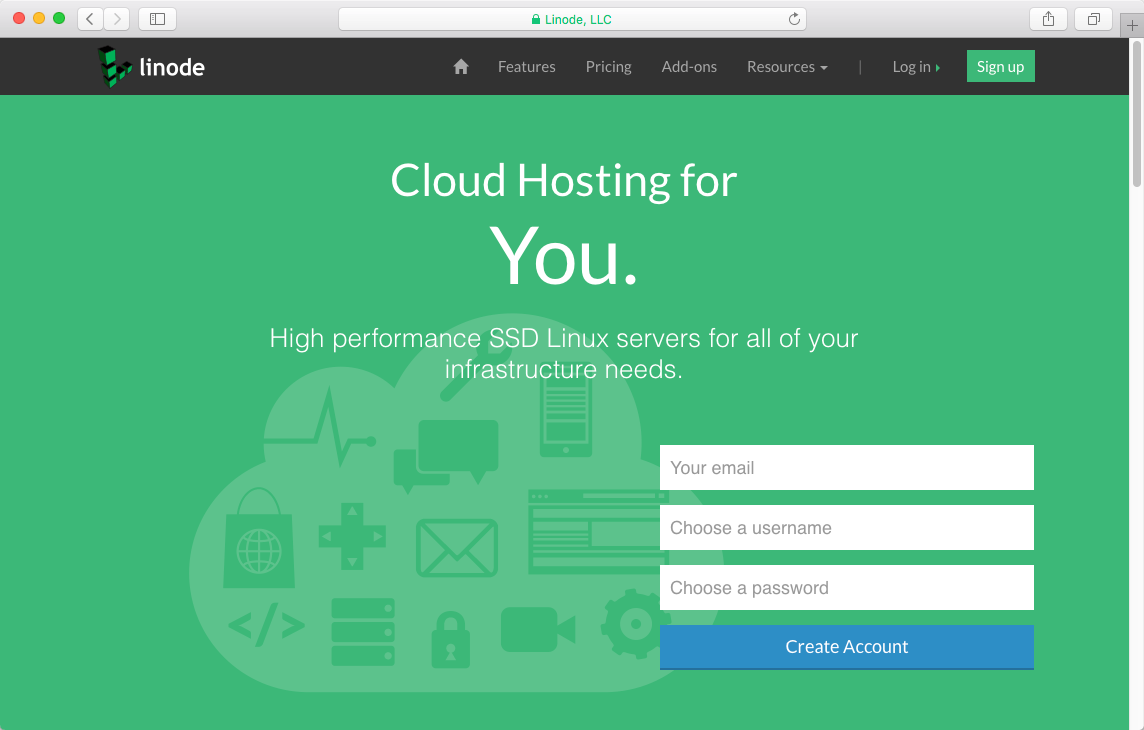 Linode, LLC
linode
Features Pricing Add-ons Resources | Log in Sign up
Cloud Hosting for
You.
High performance SSD Linux servers for all of your
infrastructure needs.
Your email
Choose a username
Choose a password
</>
Create Account